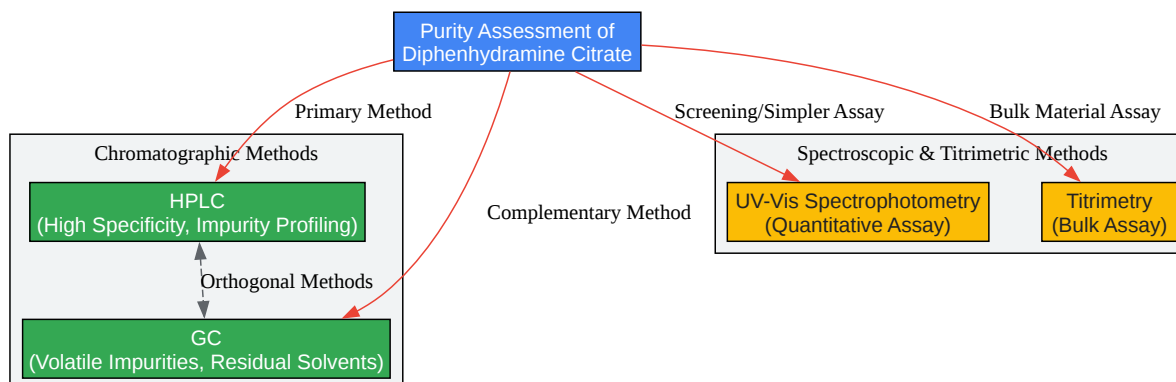 Purity Assessment of
Diphenhydramine Citrate
Primary Method
Screening/Simpler Assay
Bulk Material Assay
Chromatographic Methods
Spectroscopic & Titrimetric Methods
HPLC
(High Specificity, Impurity Profiling)
UV-Vis Spectrophotometry
(Quantitative Assay)
Titrimetry
(Bulk Assay)
Complementary Method
Orthogonal Methods
GC
(Volatile Impurities, Residual Solvents)